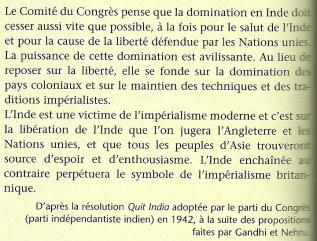 Le Comité du Congrès pense que la domination en Inde doit
cesser aussi vite que possible, à la fois pour le salut de l'Inde
et pour la cause de la liberté défendue par les Nations unies.
La puissance de cette domination est avilissante. Au lieu de
reposer sur la liberté, elle se fonde sur la domination des
pays coloniaux et sur le maintien des techniques et des tra-
ditions impérialistes.
L'Inde est une victime de l'impérialisme moderne et c'est sur
la libération de l'Inde que l'on jugera l'Angleterre et les
Nations unies, et que tous les peuples d'Asie trouveront
source d'espoir et d'enthousiasme. L'Inde enchaînée au
contraire perpétuera le symbole de l'impérialisme britan-
nique.
D'après la résolution Quit India adoptée par le parti du Congrès
(parti indépendantiste indien) en 1942, à la suite des propositions
faites par Gandhi et Nehru.